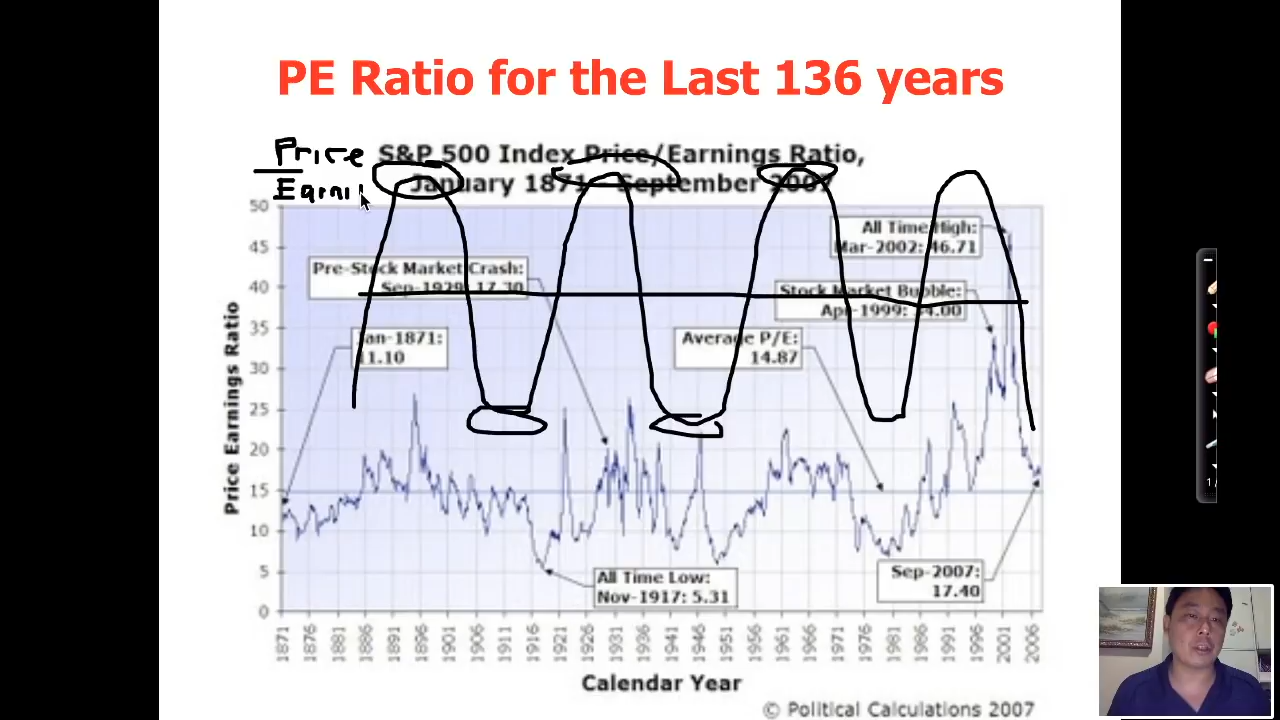 PE Ratio for the Last 136 years
Price
Earni
S&P 500 Index Price/Earnings Ratio,
January 1871 - September 2007
50
45
40
35
30
25
20
15
10
5
0
Price Earnings Ratio
All Time High:
Mar-2002: 46.71
Pre-Stock Market Crash:
Sep-1929: 17.30
Stock Market Bubble:
Apr-1999: 34.00
Jan-1871:
11.10
Average P/E:
14.87
All Time Low:
Nov-1917: 5.31
Sep-2007:
17.40
1871 1876 1881 1886 1891 1896 1901 1906 1911 1916 1921 1926 1931 1936 1941 1946 1951 1956 1961 1966 1971 1976 1981 1986 1991 1996 2001 2006
Calendar Year
© Political Calculations 2007